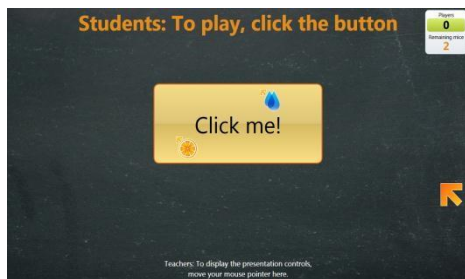 Students: To play, click the button
Players
0
Remaining mice
2
Click me!
Teachers: To display the presentation controls,
move your mouse pointer here.